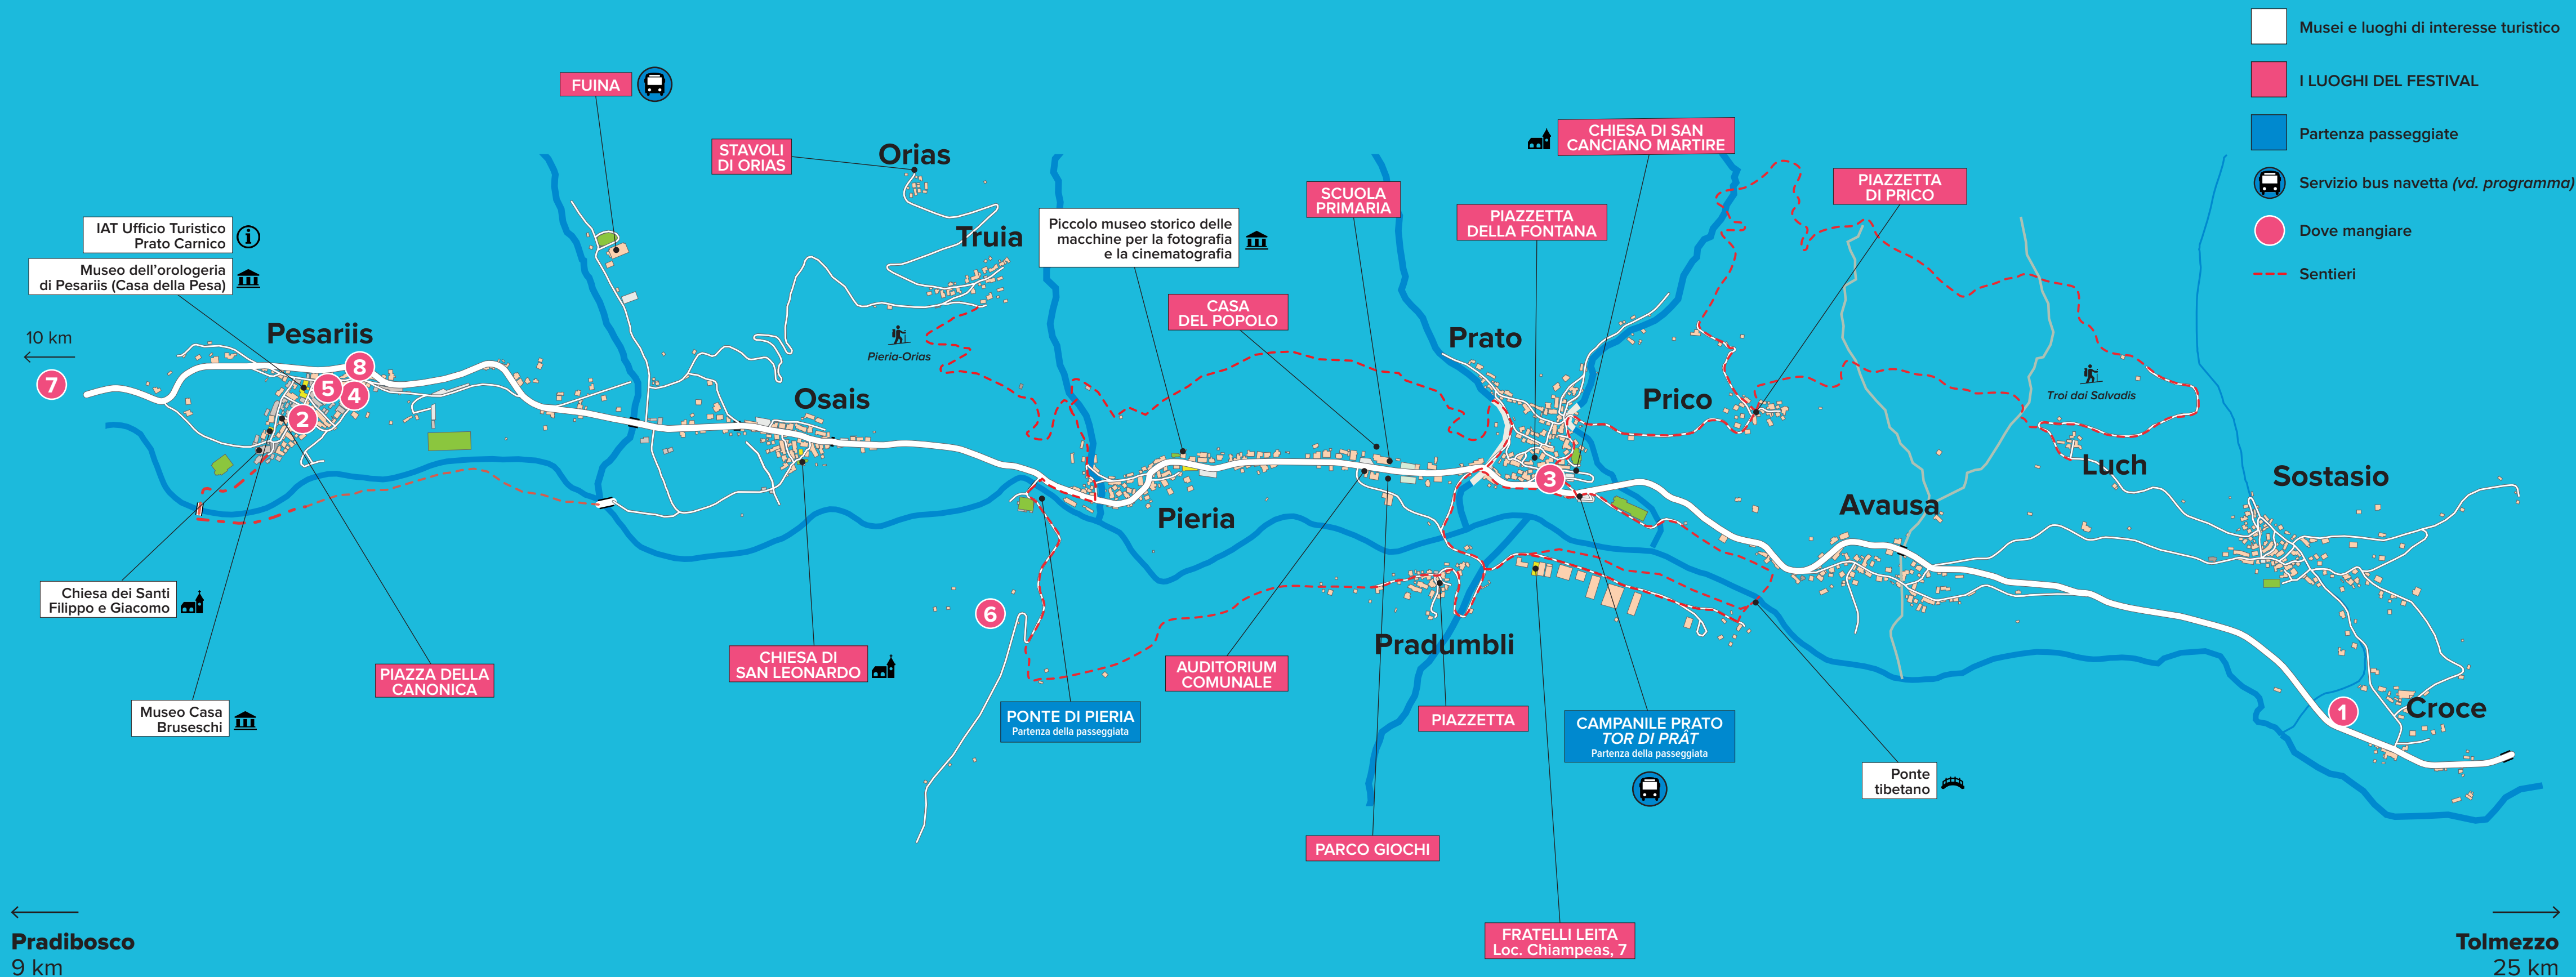 Musei e luoghi di interesse turistico
I LUOGHI DEL FESTIVAL
Partenza passeggiate
Servizio bus navetta (vd. programma)
Dove mangiare
Sentieri
FUINA
STAVOLI
DI ORIAS
Orias
Truia
CHIESA DI SAN
CANCIANO MARTIRE
SCUOLA
PRIMARIA
PIAZZETTA
DELLA FONTANA
PIAZZETTA
DI PRICO
IAT Ufficio Turistico
Prato Carnico
Museo dell'orologeria
di Pesariis (Casa della Pesa)
Piccolo museo storico delle
macchine per la fotografia
e la cinematografia
CASA
DEL POPOLO
10 km
7
Pesariis
8
5
4
2
Pieria-Orias
Osais
Prato
Prico
Troi dai Salvadis
Luch
Sostasio
Pieria
3
Avausa
6
Pradumbli
1
Croce
Chiesa dei Santi
Filippo e Giacomo
Museo Casa
Bruseschi
PIAZZA DELLA
CANONICA
CHIESA DI
SAN LEONARDO
PONTE DI PIERIA
Partenza della passeggiata
AUDITORIUM
COMUNALE
PIAZZETTA
CAMPANILE PRATO
TOR DI PRÂT
Partenza della passeggiata
Ponte
tibetano
PARCO GIOCHI
FRATELLI LEITA
Loc. Chiampeas, 7
Pradibosco
9 km
Tolmezzo
25 km